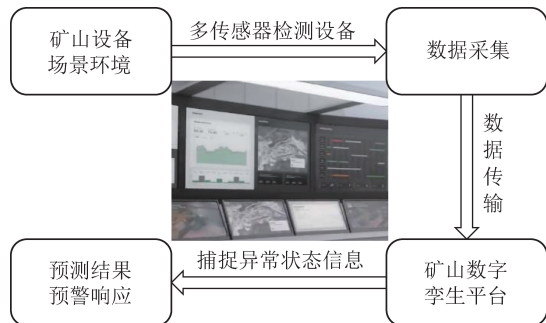 矿山设备
场景环境
多传感器检测设备
数据采集
数据传输
矿山数字
孪生平台
捕捉异常状态信息
预测结果
预警响应